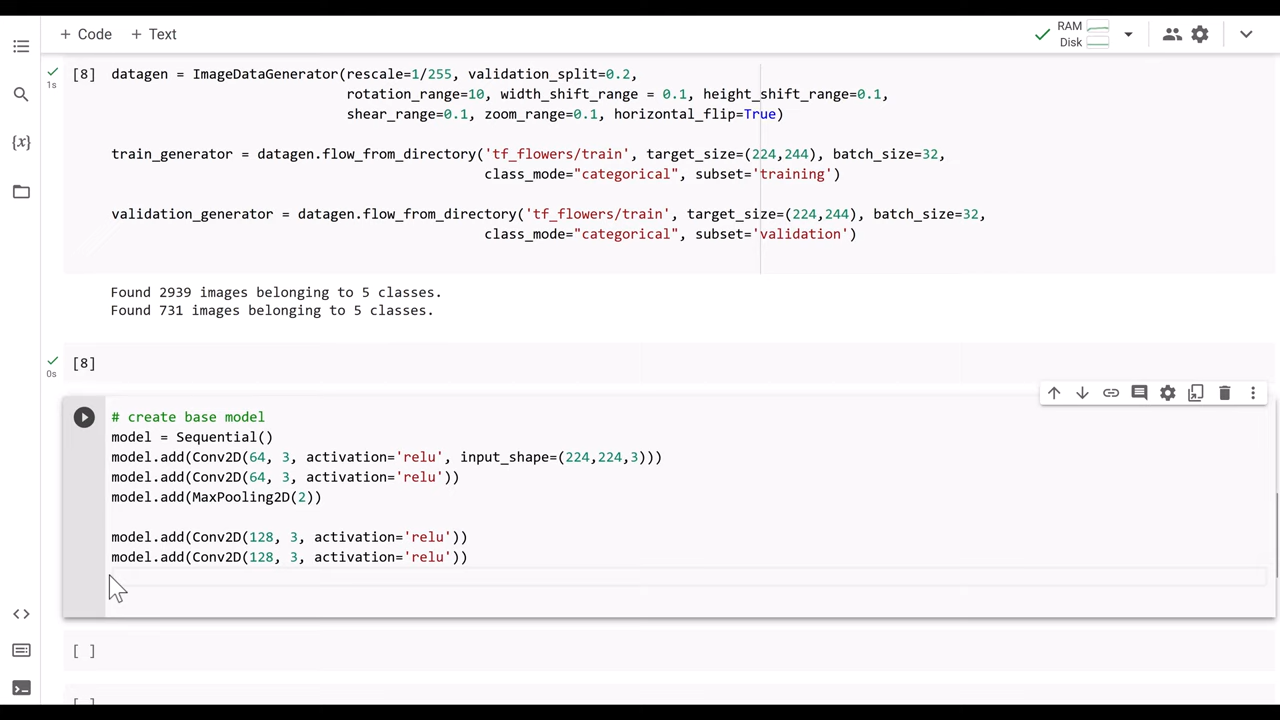 + Code + Text
RAM
Disk
[8] datagen = ImageDataGenerator(rescale=1/255, validation_split=0.2,
1s
rotation_range=10, width_shift_range = 0.1, height_shift_range=0.1,
shear_range=0.1, zoom_range=0.1, horizontal_flip=True)
train_generator = datagen.flow_from_directory('tf_flowers/train', target_size=(224,244), batch_size=32,
class_mode="categorical", subset='training')
validation_generator = datagen.flow_from_directory('tf_flowers/train', target_size=(224,244), batch_size=32,
class_mode="categorical", subset='validation')
Found 2939 images belonging to 5 classes.
Found 731 images belonging to 5 classes.
[8]
0s
# create base model
model = Sequential()
model.add(Conv2D(64, 3, activation='relu', input_shape=(224,224,3)))
model.add(Conv2D(64, 3, activation='relu'))
model.add(MaxPooling2D(2))
model.add(Conv2D(128, 3, activation='relu'))
model.add(Conv2D(128, 3, activation='relu'))
[ ]
[ ]